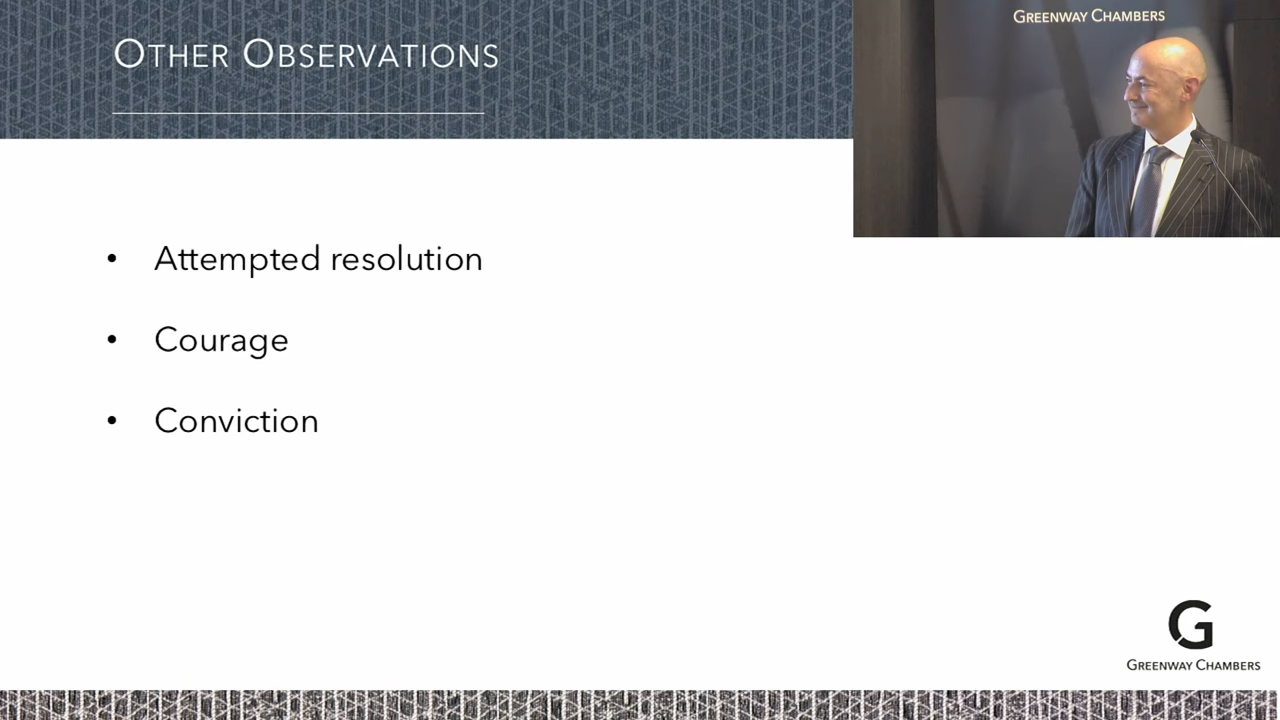 OTHER OBSERVATIONS
GREENWAY CHAMBERS
• Attempted resolution
• Courage
• Conviction
G
GREENWAY CHAMBERS